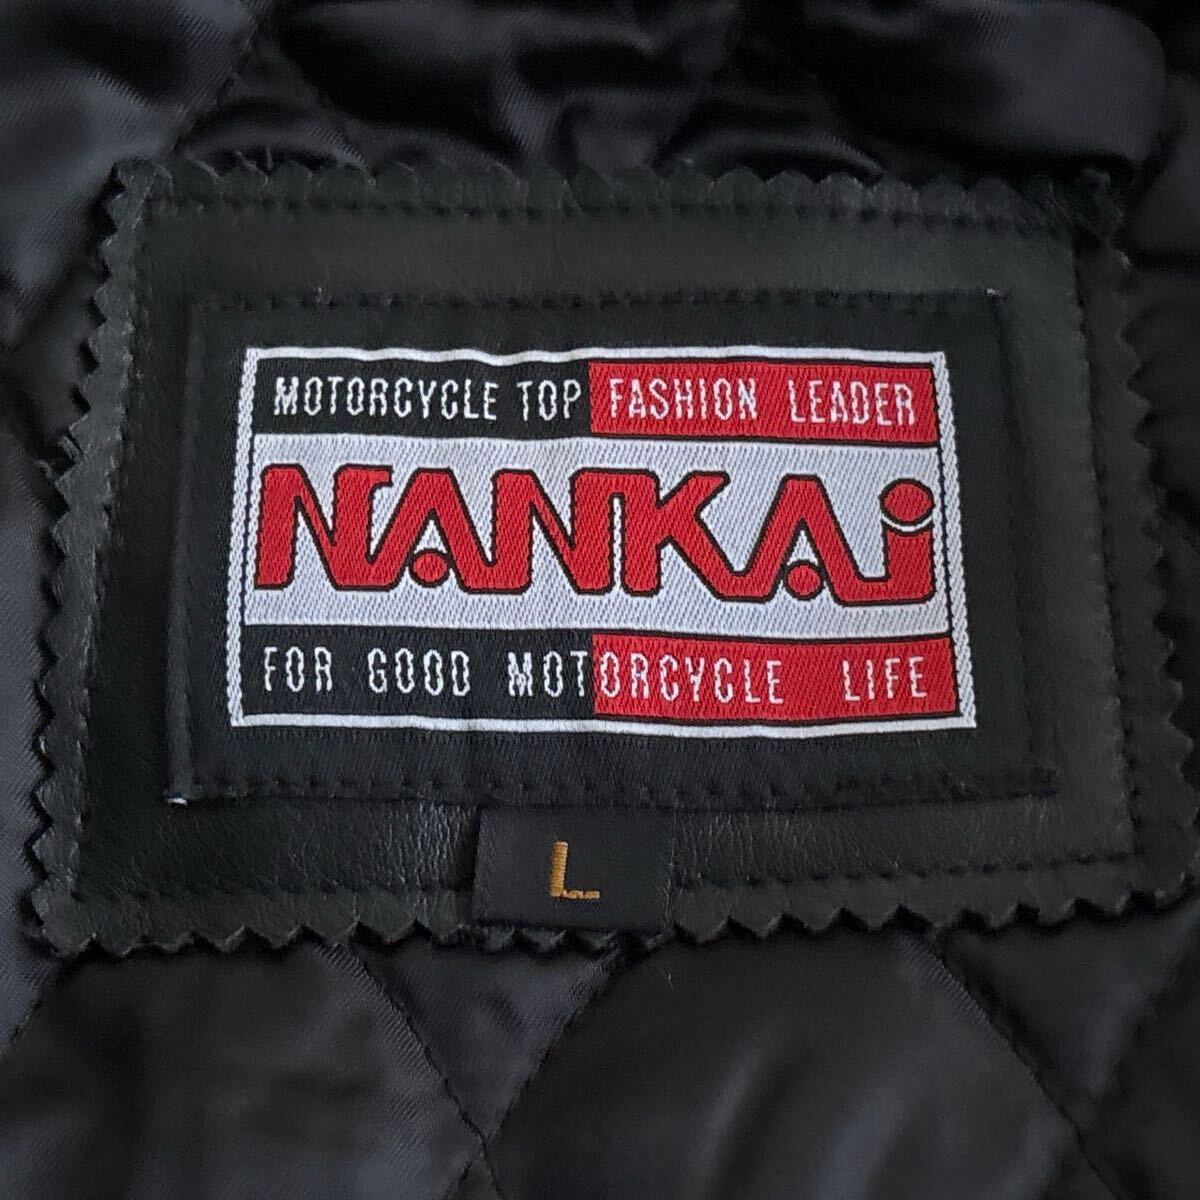 MOTORCYCLE TOP FASHION LEADER
NANKAi
FOR GOOD MOTORCYCLE LIFE
L